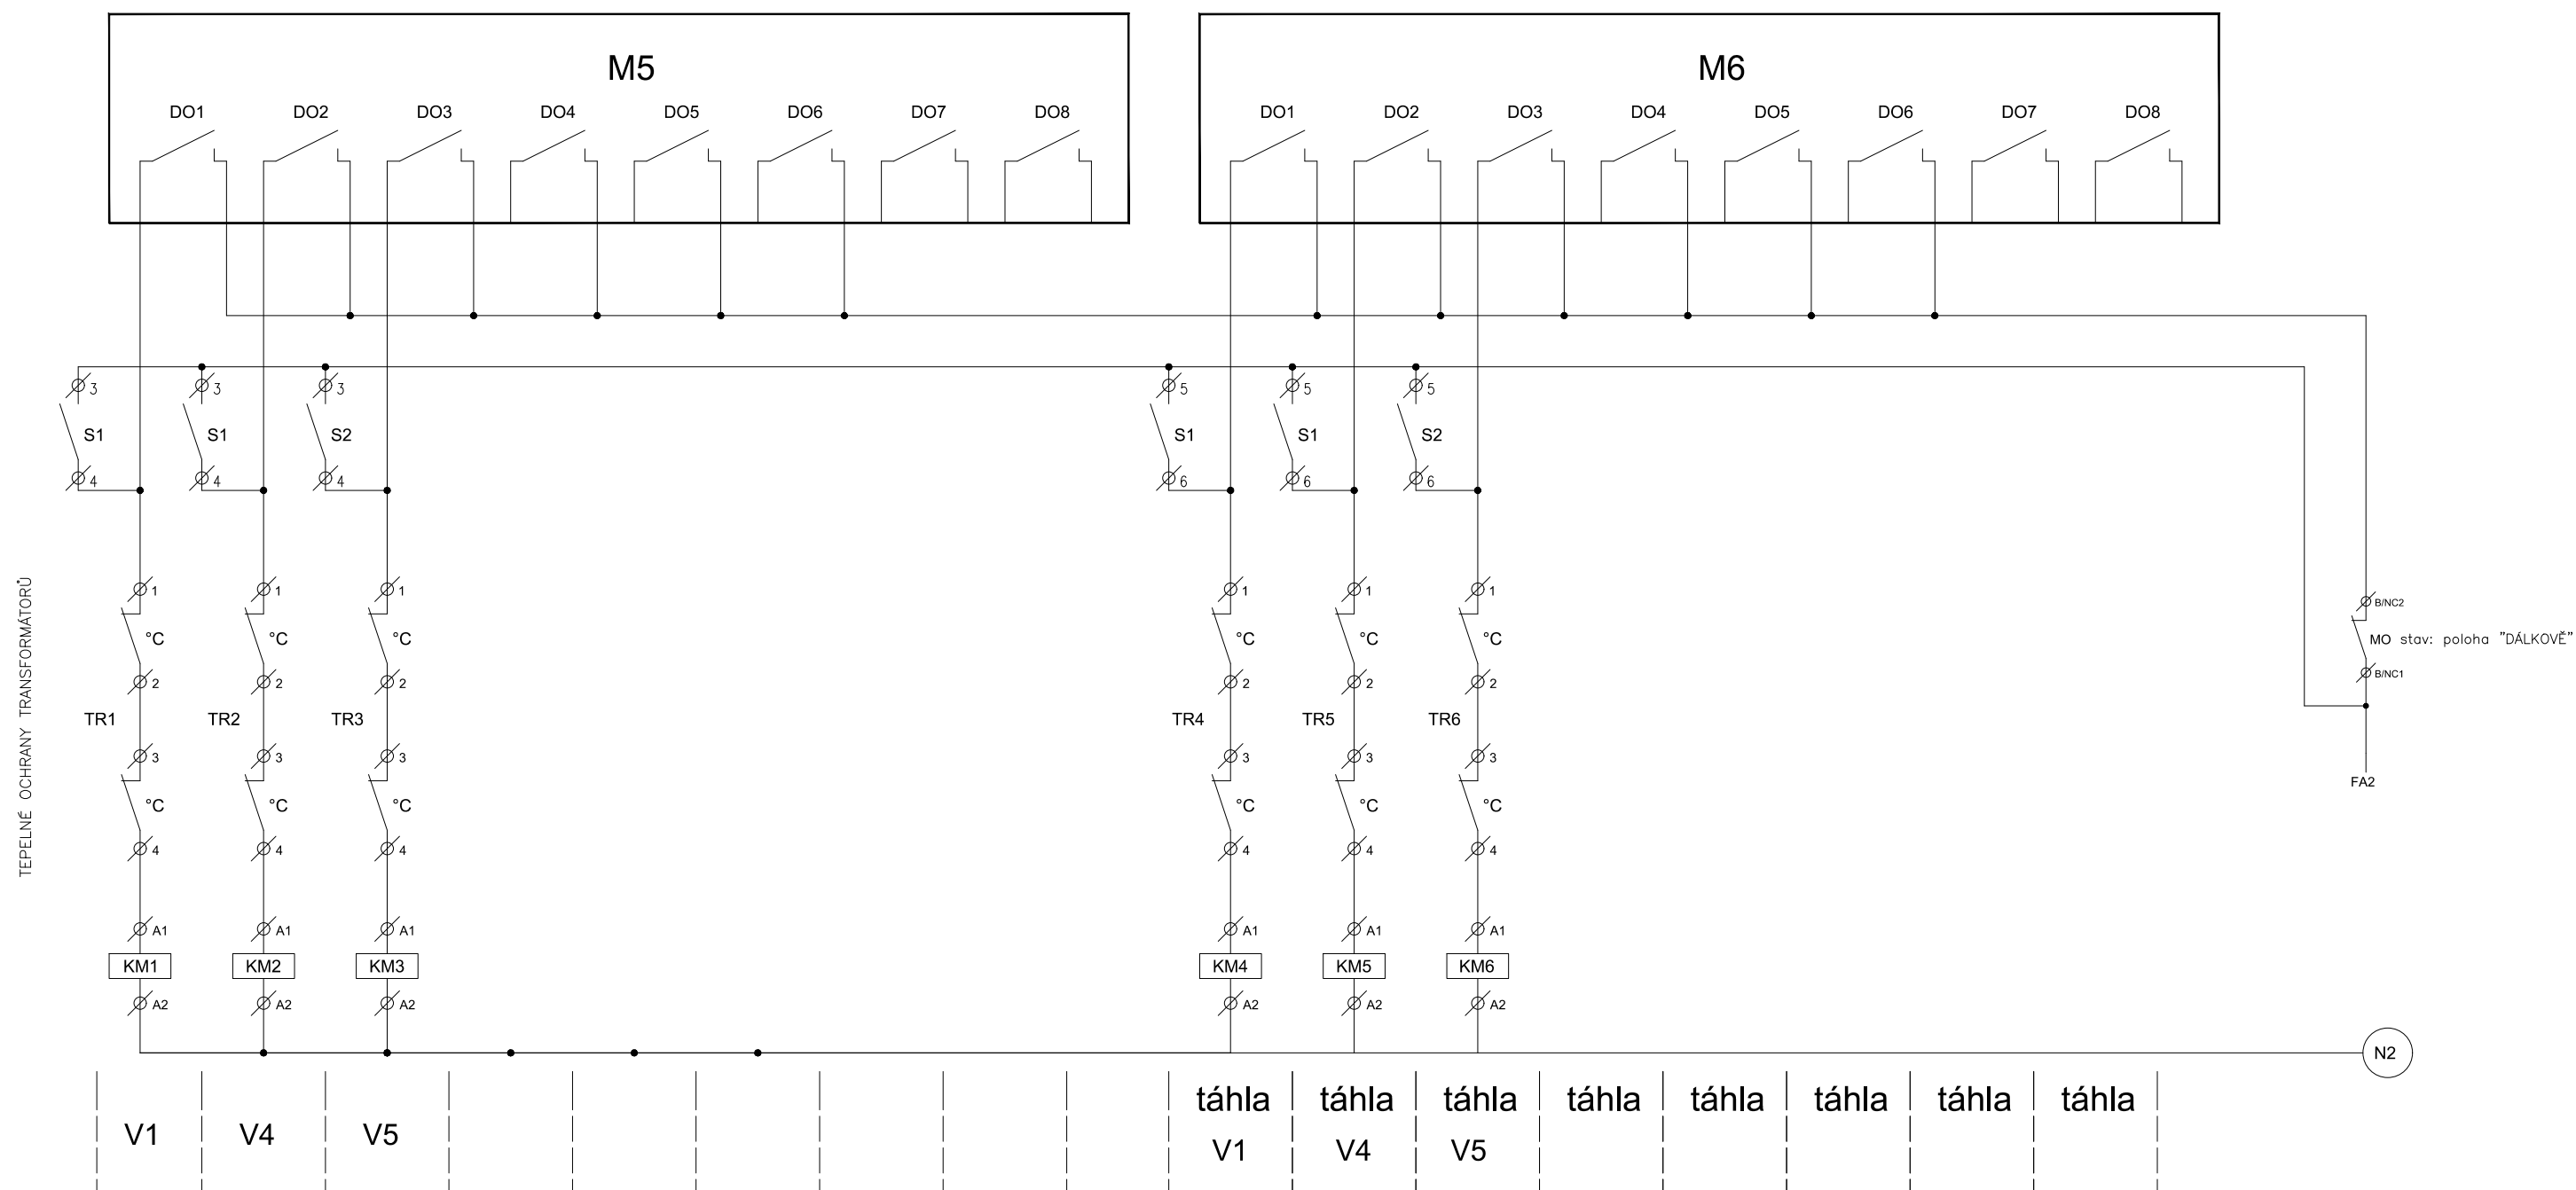 M5 M6
DO1 DO2 DO3 DO4 DO5 DO6 DO7 DO8 DO1 DO2 DO3 DO4 DO5 DO6 DO7 DO8
3 3 3 5 5 5
S1 S1 S2 S1 S1 S2
4 4 4 6 6 6
TEPELNÉ OCHRANY TRANSFORMÁTORŮ
1 1 1 1 1 1 B/NC2
°C °C °C °C °C °C MO stav: poloha "DÁLKOVĚ"
2 2 2 2 2 2 B/NC1
TR1 TR2 TR3 TR4 TR5 TR6
3 3 3 3 3 3
FA2
°C °C °C °C °C °C
4 4 4 4 4 4
A1 A1 A1 A1 A1 A1
KM1 KM2 KM3 KM4 KM5 KM6
A2 A2 A2 A2 A2 A2
N2
táhla táhla táhla táhla táhla táhla táhla táhla
V1 V4 V5
V1 V4 V5